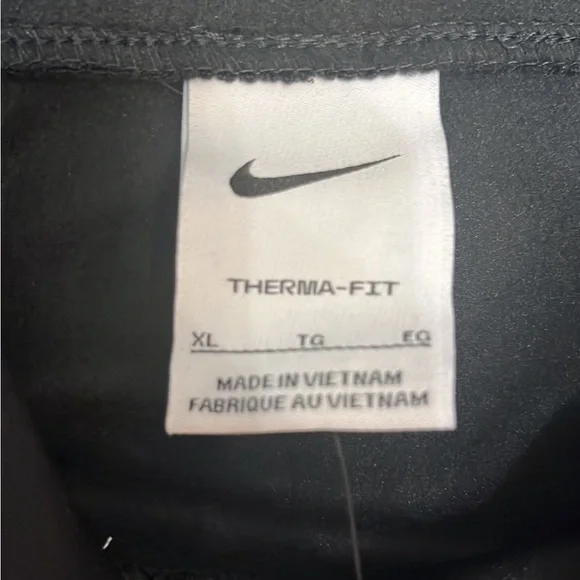 THERMA-FIT
XL TG EG
MADE IN VIETNAM
FABRIQUE AU VIETNAM